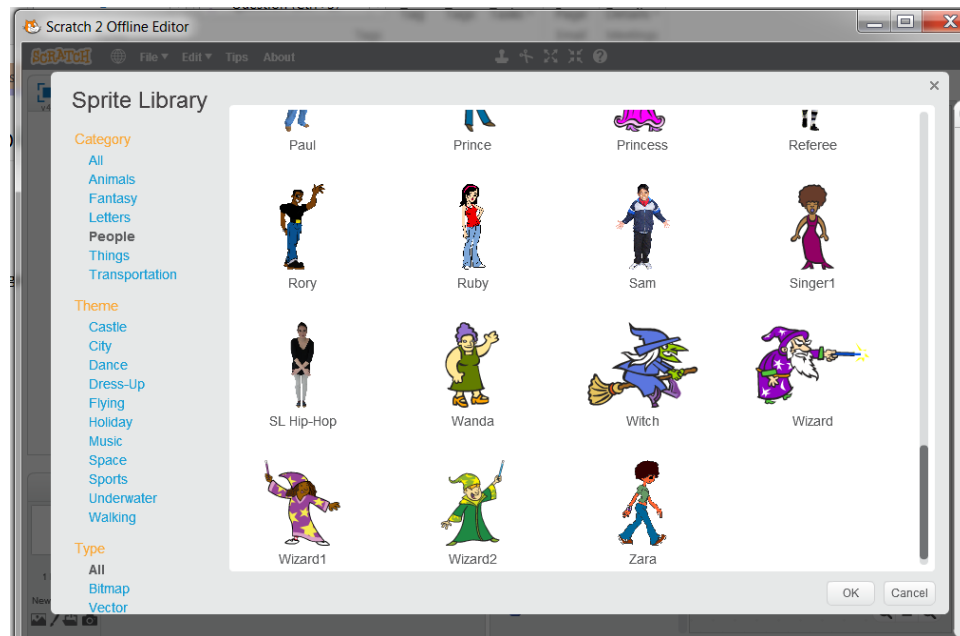 Scratch 2 Offline Editor
SCRATCH File Edit Tips About
Sprite Library
Category
All
Animals
Fantasy
Letters
People
Things
Transportation
Theme
Castle
City
Dance
Dress-Up
Flying
Holiday
Music
Space
Sports
Underwater
Walking
Type
All
Bitmap
Vector
Paul Prince Princess Referee
Rory Ruby Sam Singer1
SL Hip-Hop Wanda Witch Wizard
Wizard1 Wizard2 Zara
OK Cancel
New